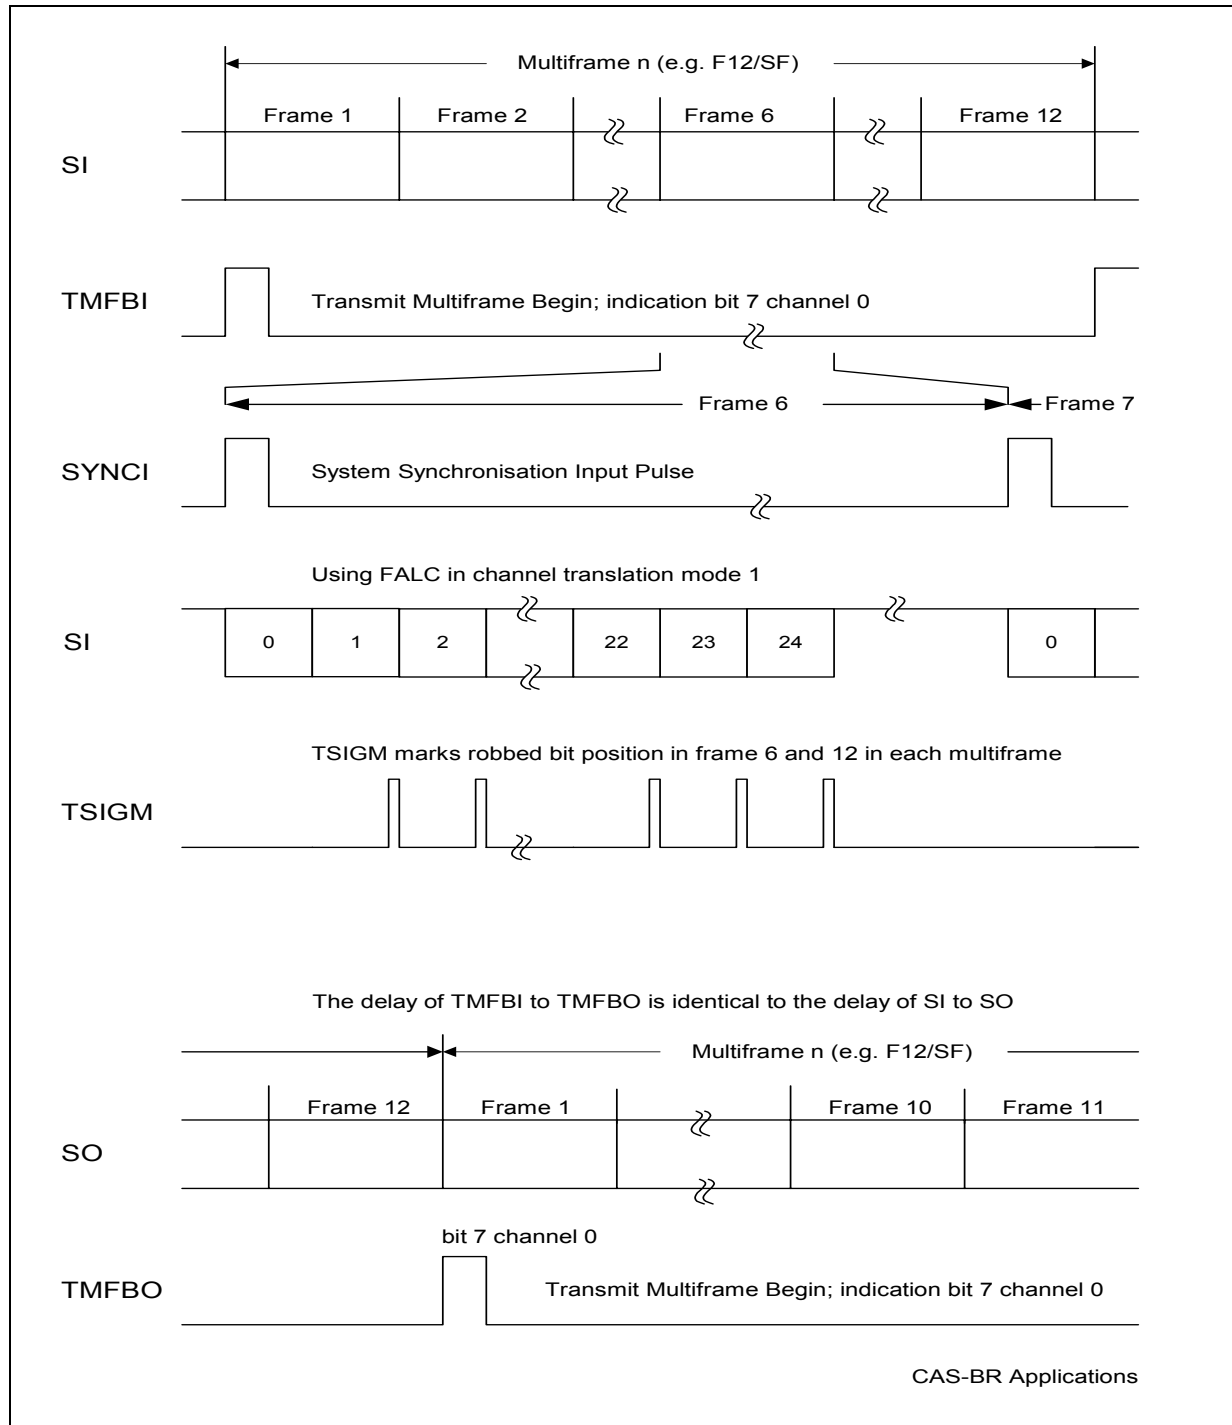 Multiframe n (e.g. F12/SF)
Frame 1 Frame 2 Frame 6 Frame 12
SI
TMFBI Transmit Multiframe Begin; indication bit 7 channel 0
Frame 6 Frame 7
SYNCI System Synchronisation Input Pulse
Using FALC in channel translation mode 1
SI 0 1 2 22 23 24 0
TSIGM marks robbed bit position in frame 6 and 12 in each multiframe
TSIGM
The delay of TMFBI to TMFBO is identical to the delay of SI to SO
Multiframe n (e.g. F12/SF)
Frame 12 Frame 1 Frame 10 Frame 11
SO
bit 7 channel 0
TMFBO Transmit Multiframe Begin; indication bit 7 channel 0
CAS-BR Applications